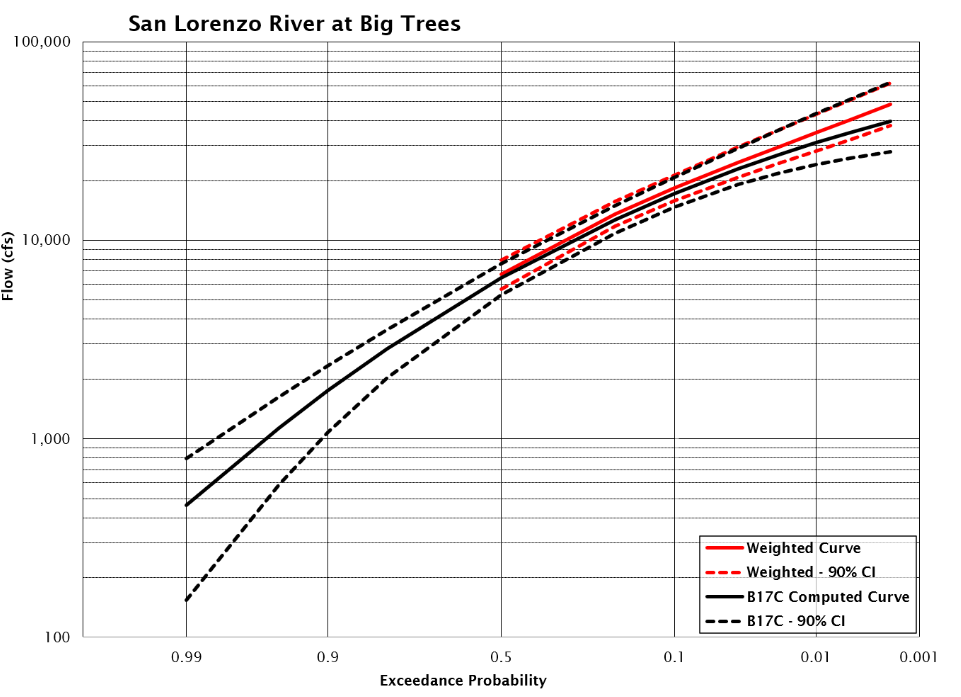 San Lorenzo River at Big Trees
100,000
10,000
1,000
100
Flow (cfs)
0.99
0.9
0.5
0.1
0.01
0.001
Exceedance Probability
Weighted Curve
Weighted - 90% CI
B17C Computed Curve
B17C - 90% CI